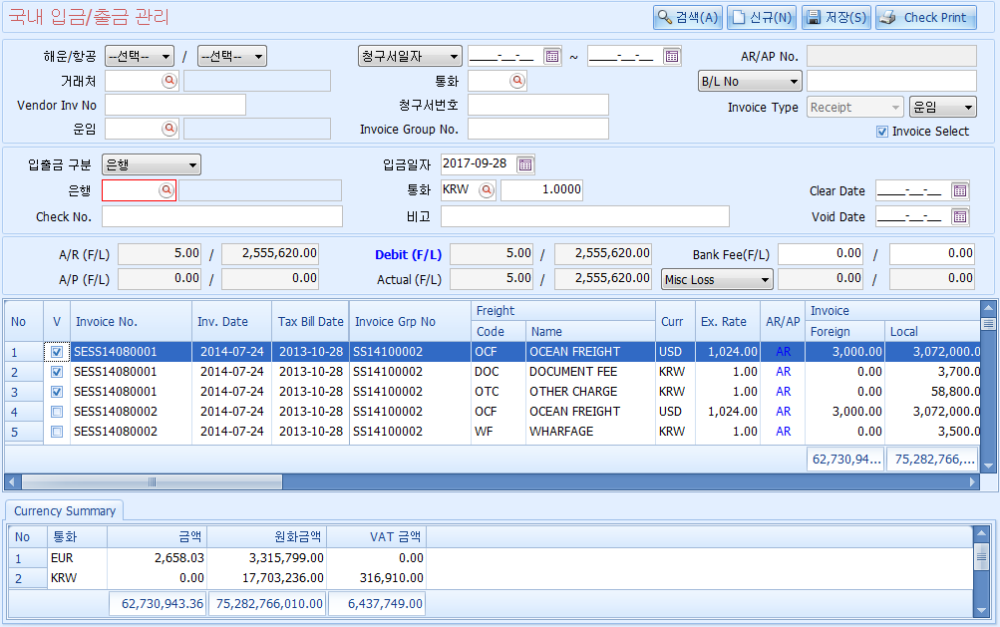 국내 입금/출금 관리 검색(A) 신규(N) 저장(S) Check Print
해운/항공 --선택-- / --선택-- 청구서일자 ____-__-__ ~ ____-__-__ AR/AP No.
거래처 통화 B/L No
Vendor Inv No 청구서번호 Invoice Type Receipt 운임
운임 Invoice Group No. Invoice Select
입출금 구분 은행 입금일자 2017-09-28
은행 통화 KRW 1.0000 Clear Date ____-__-__
Check No. 비고 Void Date ____-__-__
A/R (F/L) 5.00 / 2,555,620.00 Debit (F/L) 5.00 / 2,555,620.00 Bank Fee(F/L) 0.00 / 0.00
A/P (F/L) 0.00 / 0.00 Actual (F/L) 5.00 / 2,555,620.00 Misc Loss 0.00 / 0.00
No V Invoice No. Inv. Date Tax Bill Date Invoice Grp No Freight Curr Ex. Rate AR/AP Invoice
Code Name Foreign Local
1 SESS14080001 2014-07-24 2013-10-28 SS14100002 OCF OCEAN FREIGHT USD 1,024.00 AR 3,000.00 3,072,000.0
2 SESS14080001 2014-07-24 2013-10-28 SS14100002 DOC DOCUMENT FEE KRW 1.00 AR 0.00 3,700.0
3 SESS14080001 2014-07-24 2013-10-28 SS14100002 OTC OTHER CHARGE KRW 1.00 AR 0.00 58,800.0
4 SESS14080002 2014-07-24 2013-10-28 SS14100002 OCF OCEAN FREIGHT USD 1,024.00 AR 3,000.00 3,072,000.0
5 SESS14080002 2014-07-24 2013-10-28 SS14100002 WF WHARFAGE KRW 1.00 AR 0.00 3,500.0
62,730,94... 75,282,766,...
Currency Summary
No 통화 금액 원화금액 VAT 금액
1 EUR 2,658.03 3,315,799.00 0.00
2 KRW 0.00 17,703,236.00 316,910.00
62,730,943.36 75,282,766,010.00 6,437,749.00